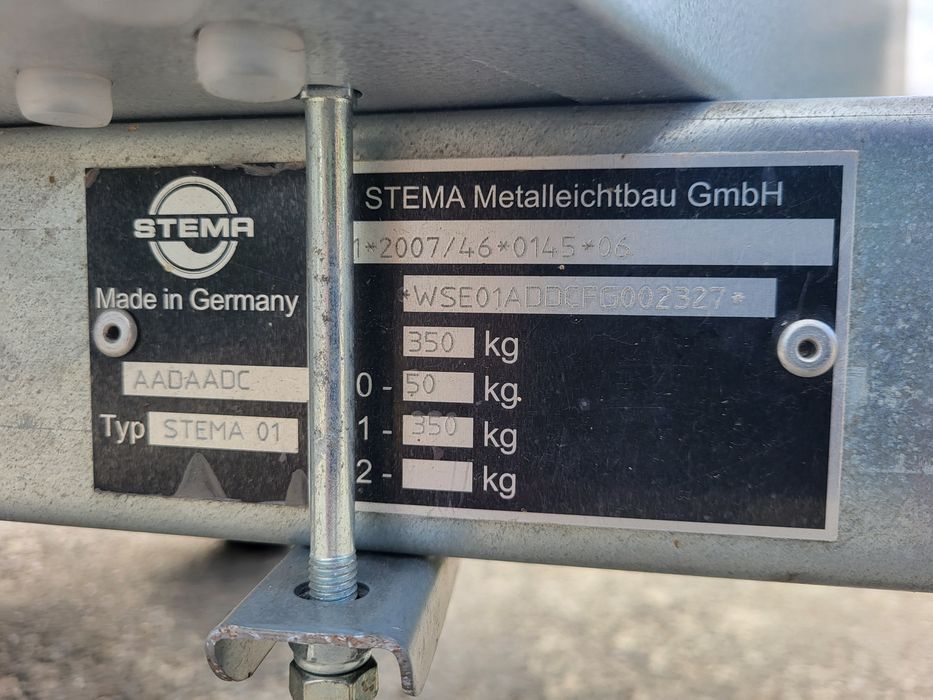 STEMA
Made in Germany
AADAADC
Typ STEMA 01
STEMA Metalleichtbau GmbH
1*2007/46*0145*06
*WSE01ADDCFG002327*
350 kg
0 - 50 kg
1 - 350 kg
2 - kg